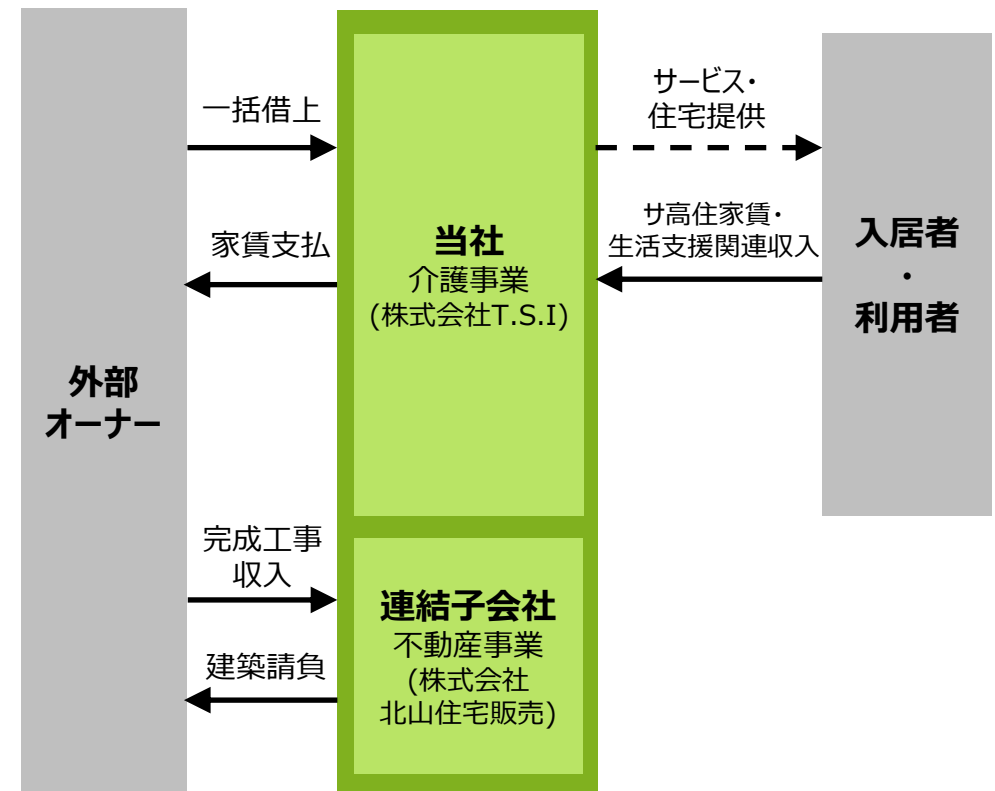 外部
オーナー
一括借上
家賃支払
完成工事
収入
建築請負
当社
介護事業
(株式会社T.S.I)
連結子会社
不動産事業
(株式会社
北山住宅販売)
サービス・
住宅提供
サ高住家賃・
生活支援関連収入
入居者
・
利用者